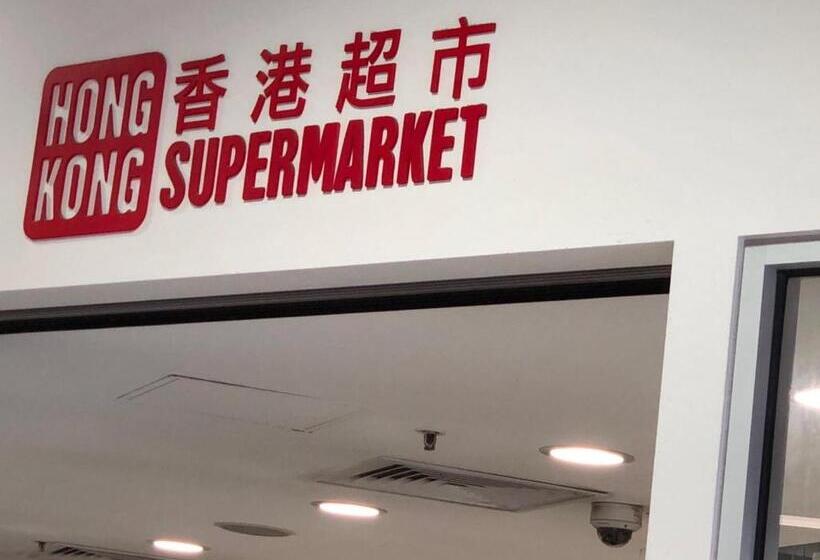 HONG
KONG
香港超市
SUPERMARKET